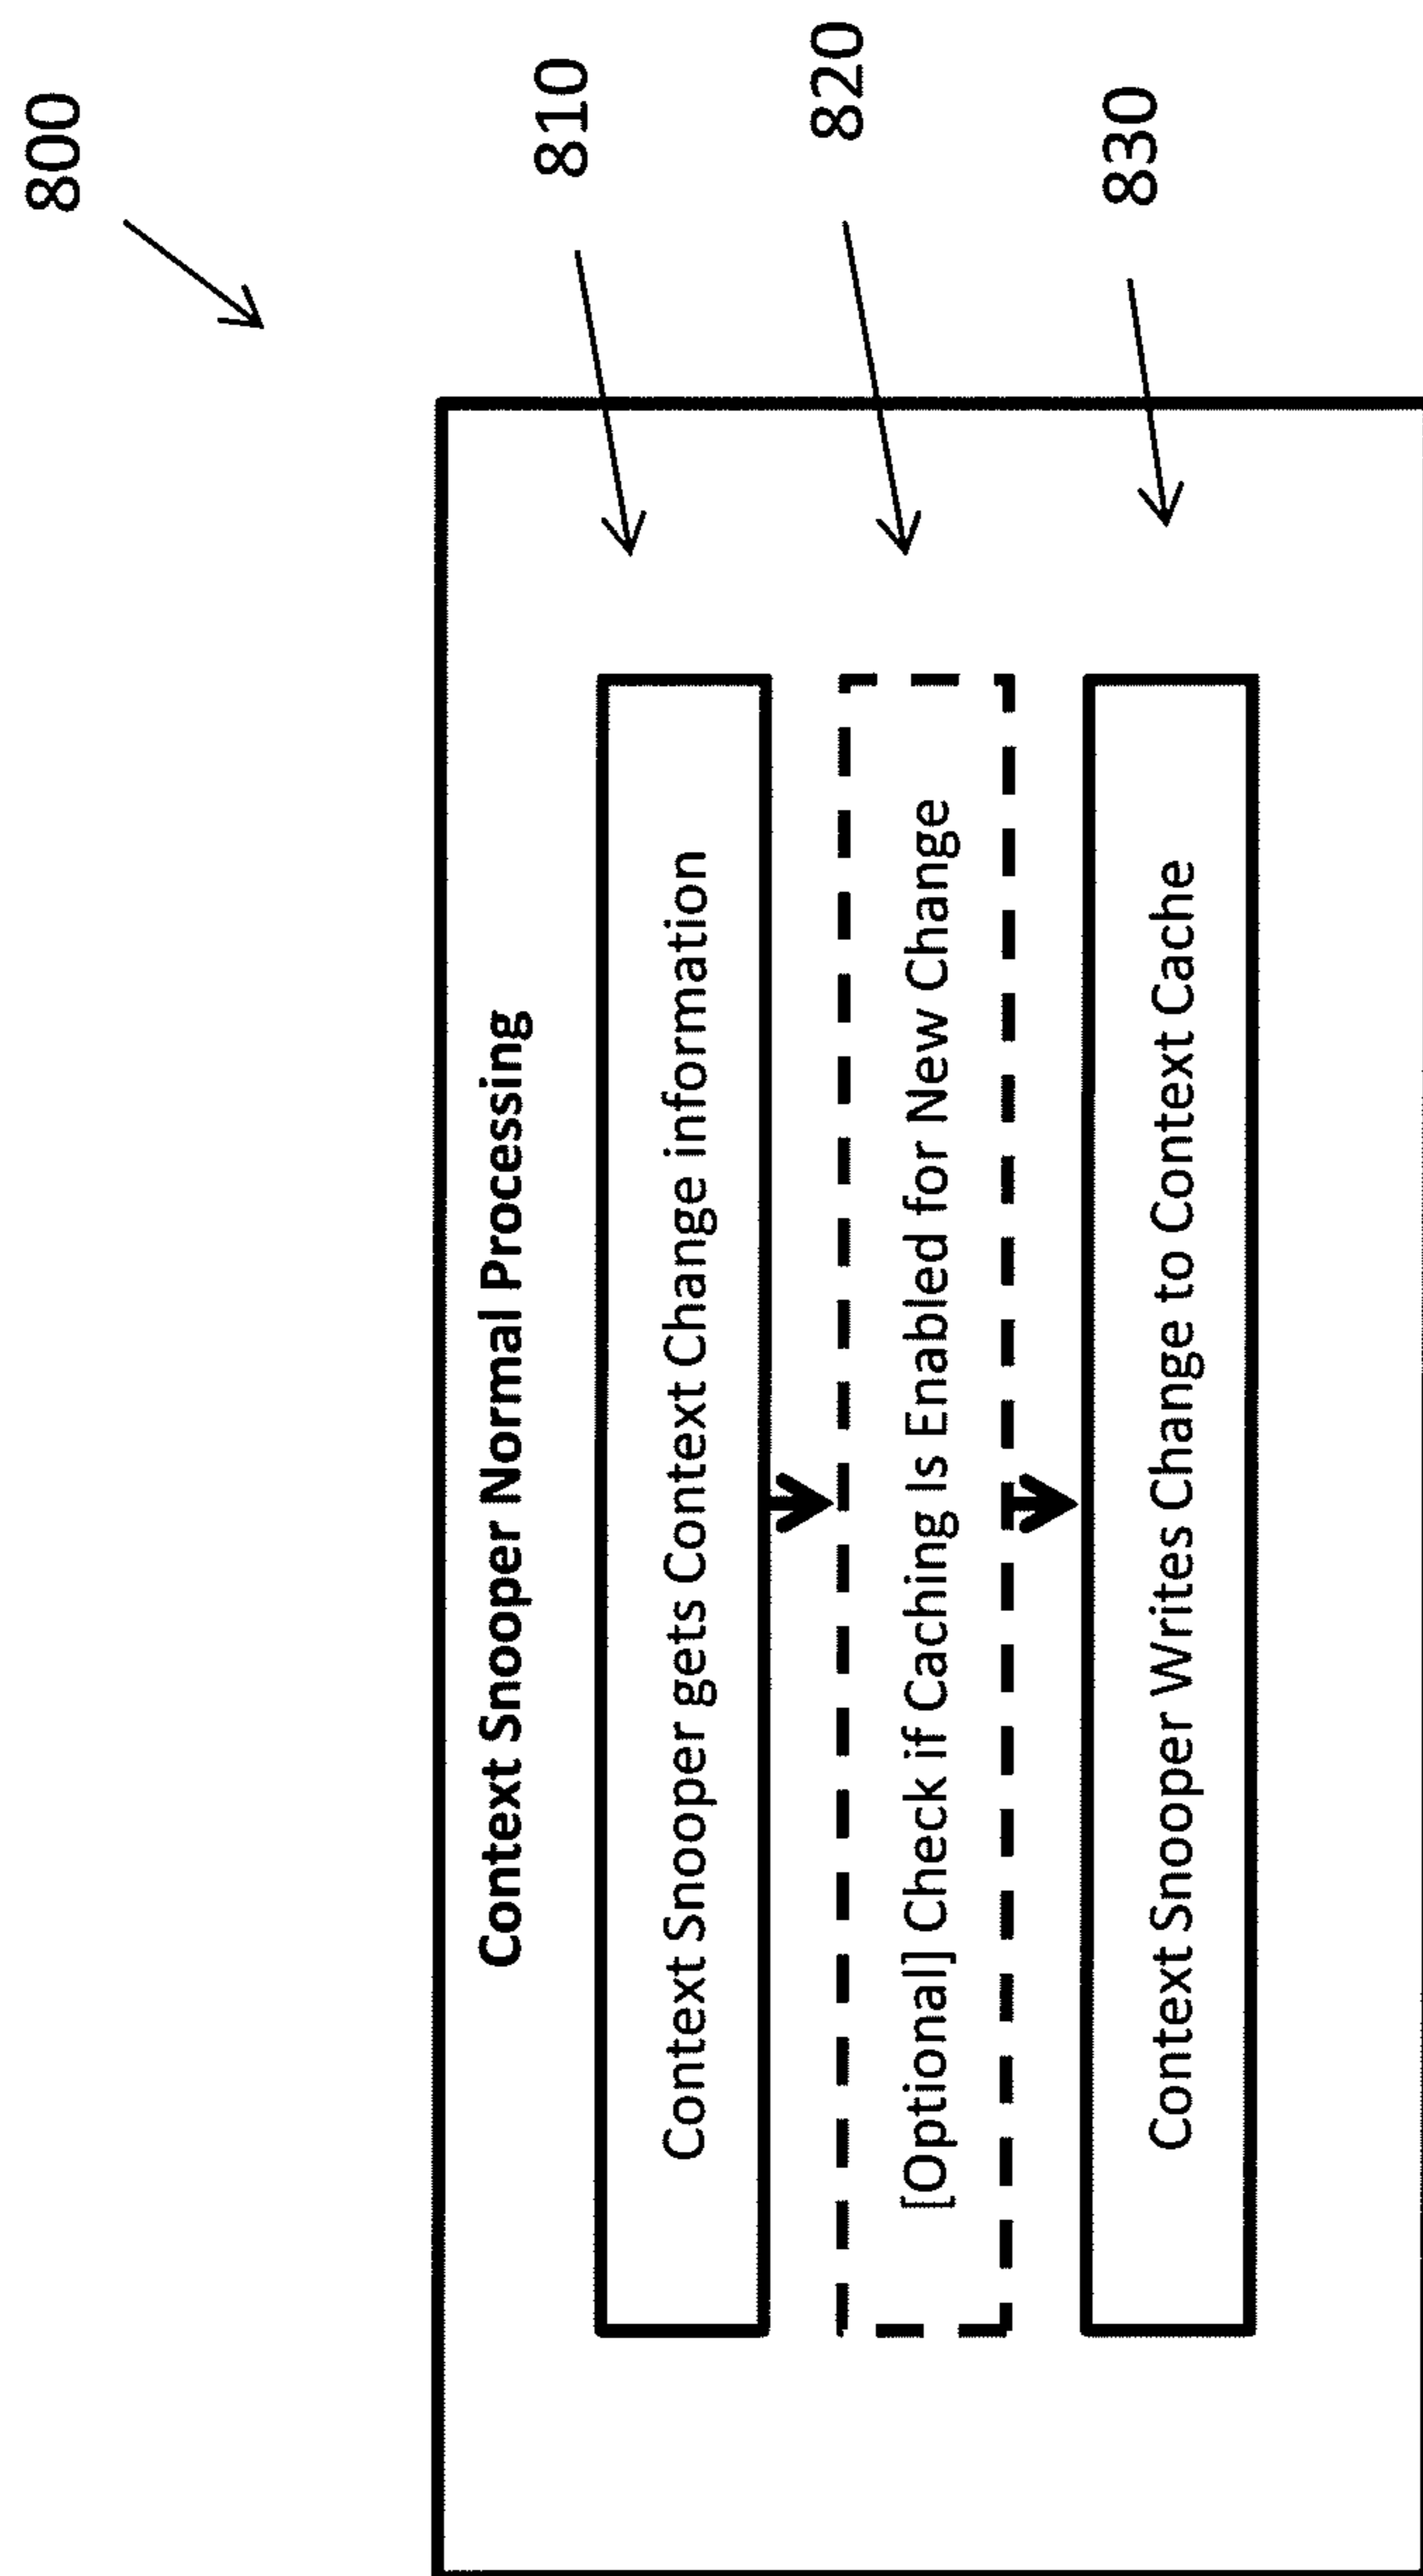 800
Context Snooper Normal Processing
810
Context Snooper gets Context Change information
820
[Optional] Check if Caching Is Enabled for New Change
830
Context Snooper Writes Change to Context Cache